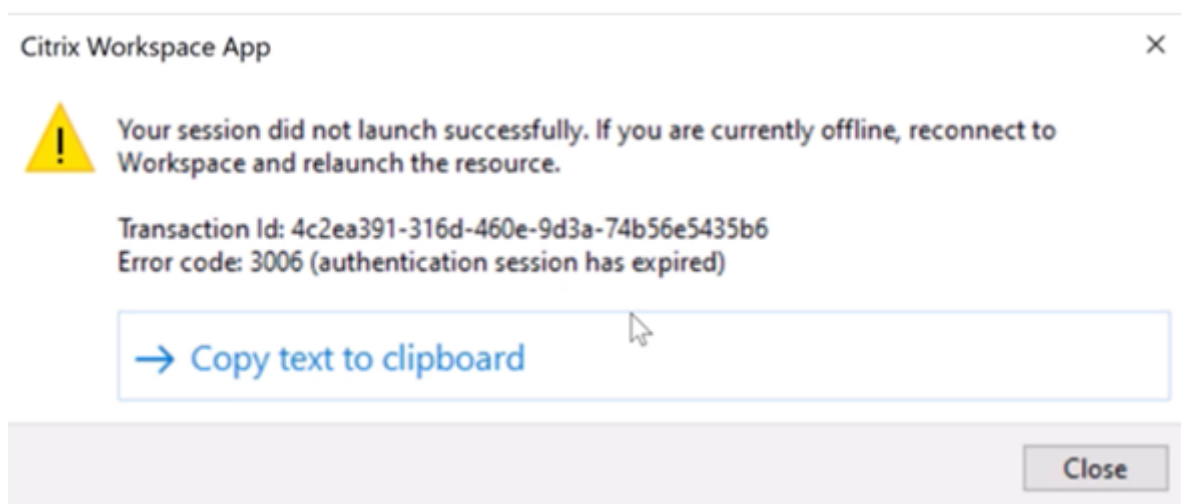 Citrix Workspace App
Your session did not launch successfully. If you are currently offline, reconnect to
Workspace and relaunch the resource.
Transaction Id: 4c2ea391-316d-460e-9d3a-74b56e5435b6
Error code: 3006 (authentication session has expired)
Copy text to clipboard
Close